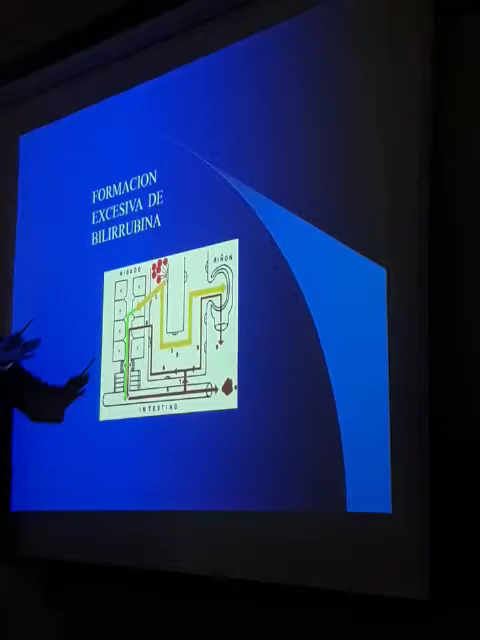 FORMACION
EXCESIVA DE
BILIRRUBINA
HIGADO
RIÑON
INTESTINO